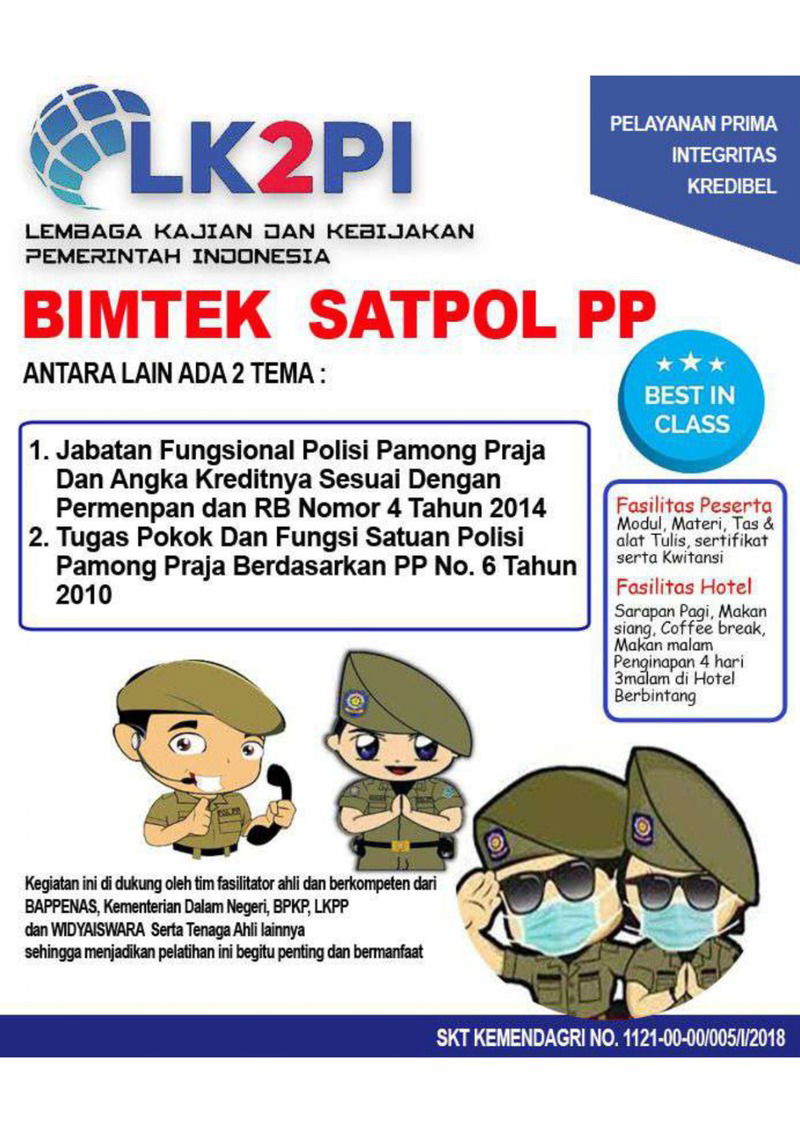 LK2PI
LEMBAGA KAJIAN DAN KEBIJAKAN
PEMERINTAH INDONESIA
PELAYANAN PRIMA
INTEGRITAS
KREDIBEL
BIMTEK SATPOL PP
ANTARA LAIN ADA 2 TEMA :
BEST IN
CLASS
1. Jabatan Fungsional Polisi Pamong Praja
Dan Angka Kreditnya Sesuai Dengan
Permenpan dan RB Nomor 4 Tahun 2014
2. Tugas Pokok Dan Fungsi Satuan Polisi
Pamong Praja Berdasarkan PP No. 6 Tahun
2010
Fasilitas Peserta
Modul, Materi, Tas &
alat Tulis, sertifikat
serta Kwitansi
Fasilitas Hotel
Sarapan Pagi, Makan
siang, Coffee break,
Makan malam
Penginapan 4 hari
3malam di Hotel
Berbintang
POL PP
Kegiatan ini di dukung oleh tim fasilitator ahli dan berkompeten dari
BAPPENAS, Kementerian Dalam Negeri, BPKP, LKPP
dan WIDYAISWARA Serta Tenaga Ahli lainnya
sehingga menjadikan pelatihan ini begitu penting dan bermanfaat
SKT KEMENDAGRI NO. 1121-00-00/005/I/2018